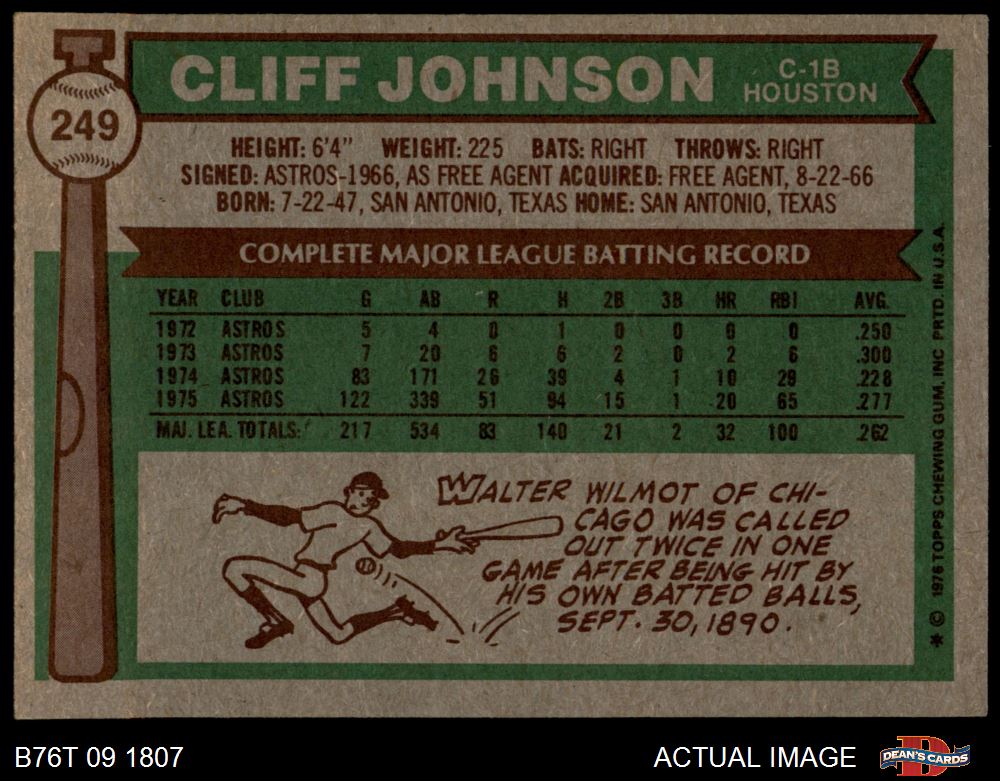 249
CLIFF JOHNSON
C-1B
HOUSTON
HEIGHT: 6'4" WEIGHT: 225 BATS: RIGHT THROWS: RIGHT
SIGNED: ASTROS-1966, AS FREE AGENT ACQUIRED: FREE AGENT, 8-22-66
BORN: 7-22-47, SAN ANTONIO, TEXAS HOME: SAN ANTONIO, TEXAS
COMPLETE MAJOR LEAGUE BATTING RECORD
YEAR CLUB G AB R H 2B 3B HR RBI AVG.
1972 ASTROS 5 4 0 1 0 0 0 0 .250
1973 ASTROS 7 20 6 6 2 0 2 6 .300
1974 ASTROS 83 171 26 39 4 1 10 29 .228
1975 ASTROS 122 339 51 94 15 1 20 65 .277
MAJ. LEA. TOTALS: 217 534 83 140 21 2 32 100 .262
WALTER WILMOT OF CHI-
CAGO WAS CALLED
OUT TWICE IN ONE
GAME AFTER BEING HIT BY
HIS OWN BATTED BALLS,
SEPT. 30, 1890.
* © 1976 TOPPS CHEWING GUM, INC PRTD. IN U.S.A.
B76T 09 1807
ACTUAL IMAGE
DEAN'S CARDS